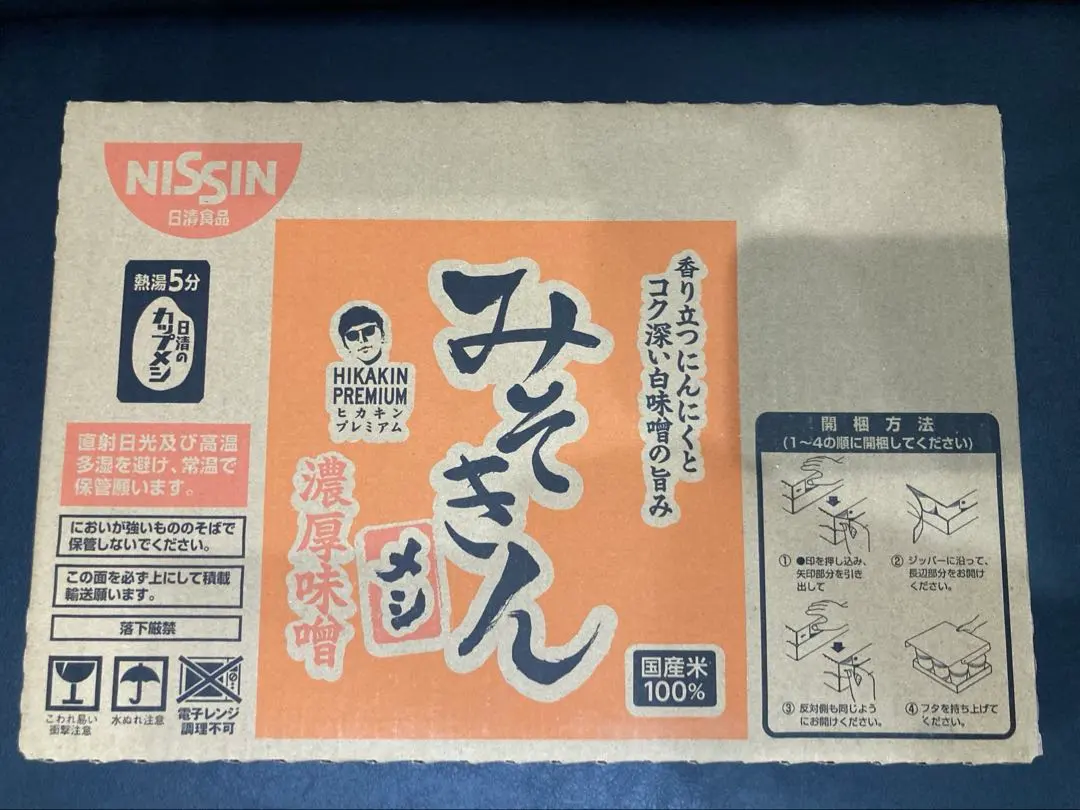 NISSIN
日清食品
熱湯5分
日清の
カップメシ
直射日光及び高温
多湿を避け、常温で
保管願います。
においが強いもののそばで
保管しないでください。
この面を必ず上にして積載
輸送願います。
落下厳禁
こわれ易い
衝撃注意
水ぬれ注意
電子レンジ
調理不可
香り立つにんにくと
コク深い白味噌の旨み
みそきん
メシ
HIKAKIN
PREMIUM
ヒカキン
プレミアム
濃厚味噌
国産米
100%
開梱方法
(1〜4の順に開梱してください)
① ●印を押し込み、
矢印部分を引き
出して
② ジッパーに沿って、
長辺部分をお開け
ください。
③ 反対側も同じよう
にお開けください。
④ フタを持ち上げて
ください。